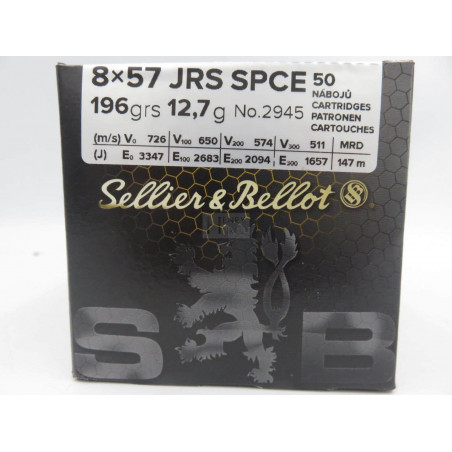 8×57 JRS SPCE 50
NÁBOJŮ
196grs 12,7g No.2945 CARTRIDGES
PATRONEN
CARTOUCHES
(m/s) V0 726 V100 650 V200 574 V300 511 MRD
(J) E0 3347 E100 2683 E200 2094 E300 1657 147 m
Sellier & Bellot
S B